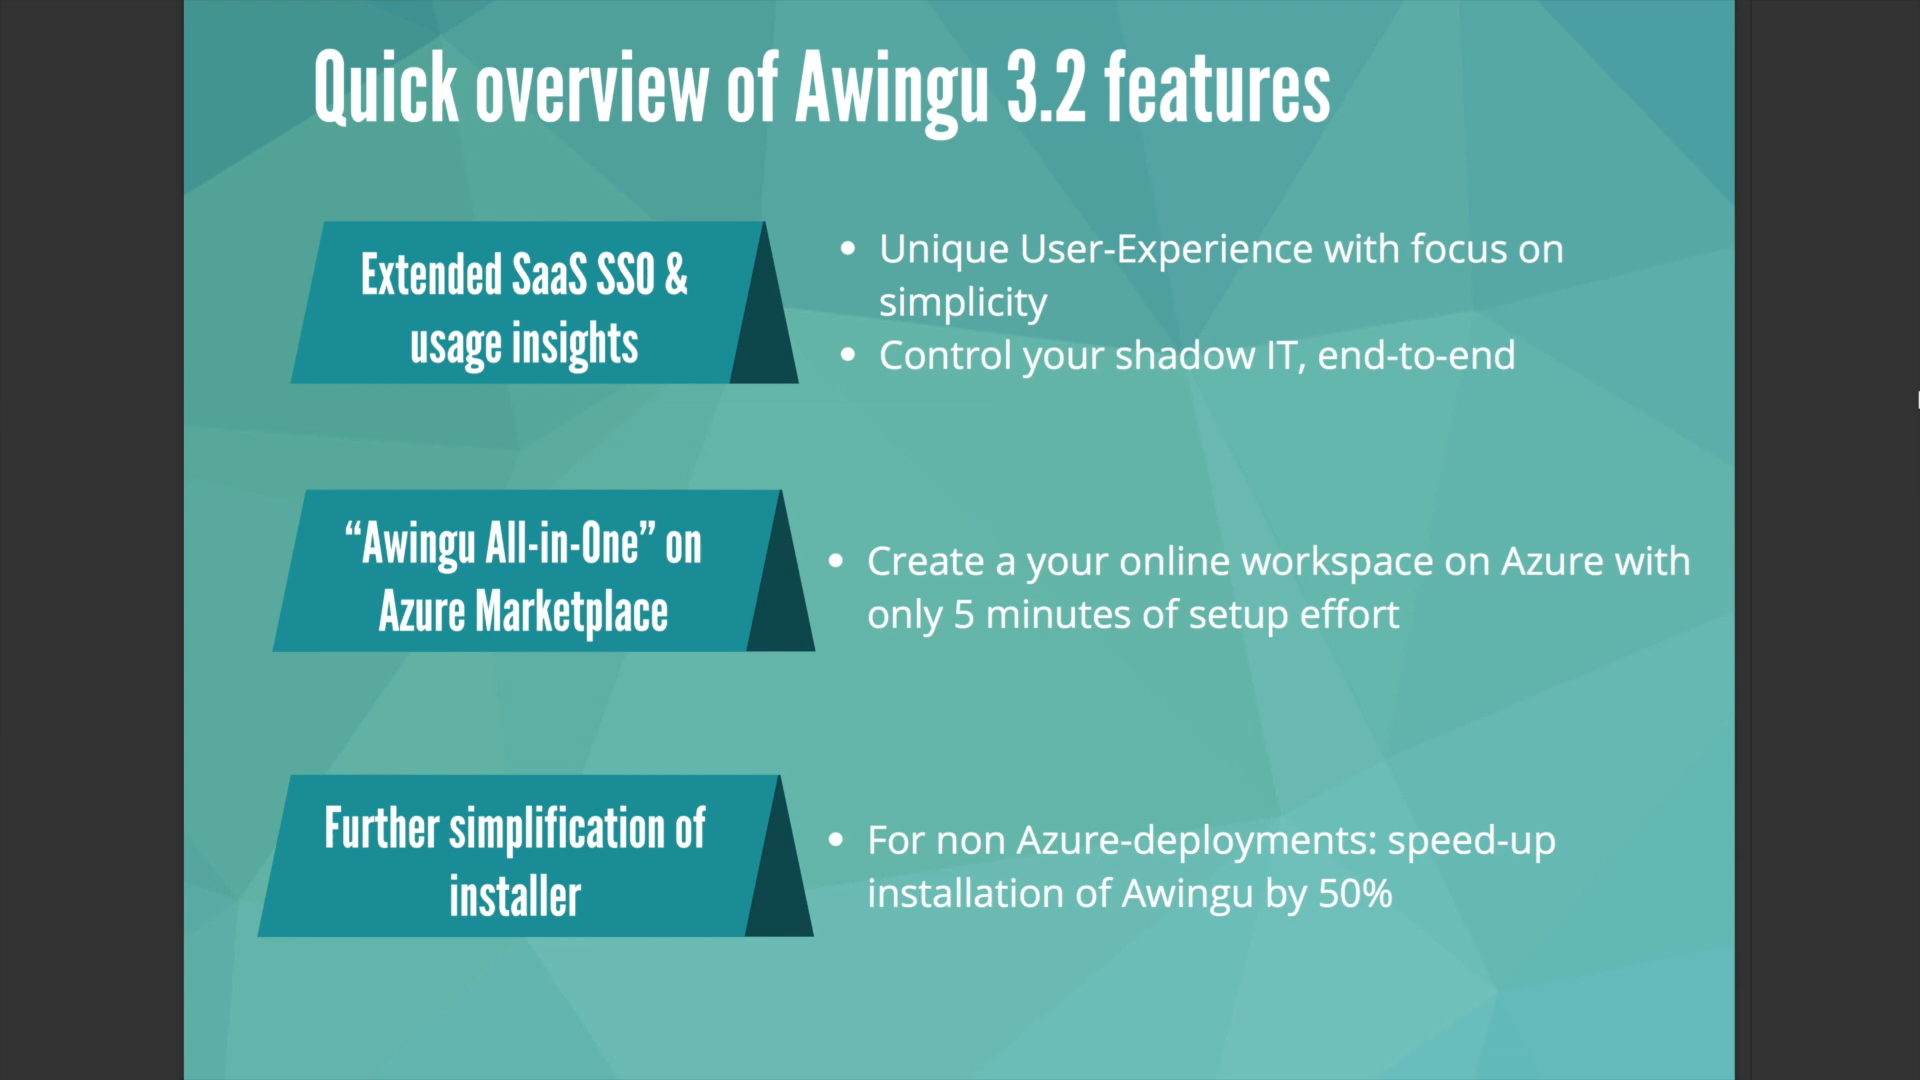 Quick overview of Awingu 3.2 features
Extended SaaS SSO &
usage insights
• Unique User-Experience with focus on
simplicity
• Control your shadow IT, end-to-end
“Awingu All-in-One” on
Azure Marketplace
• Create a your online workspace on Azure with
only 5 minutes of setup effort
Further simplification of
installer
• For non Azure-deployments: speed-up
installation of Awingu by 50%